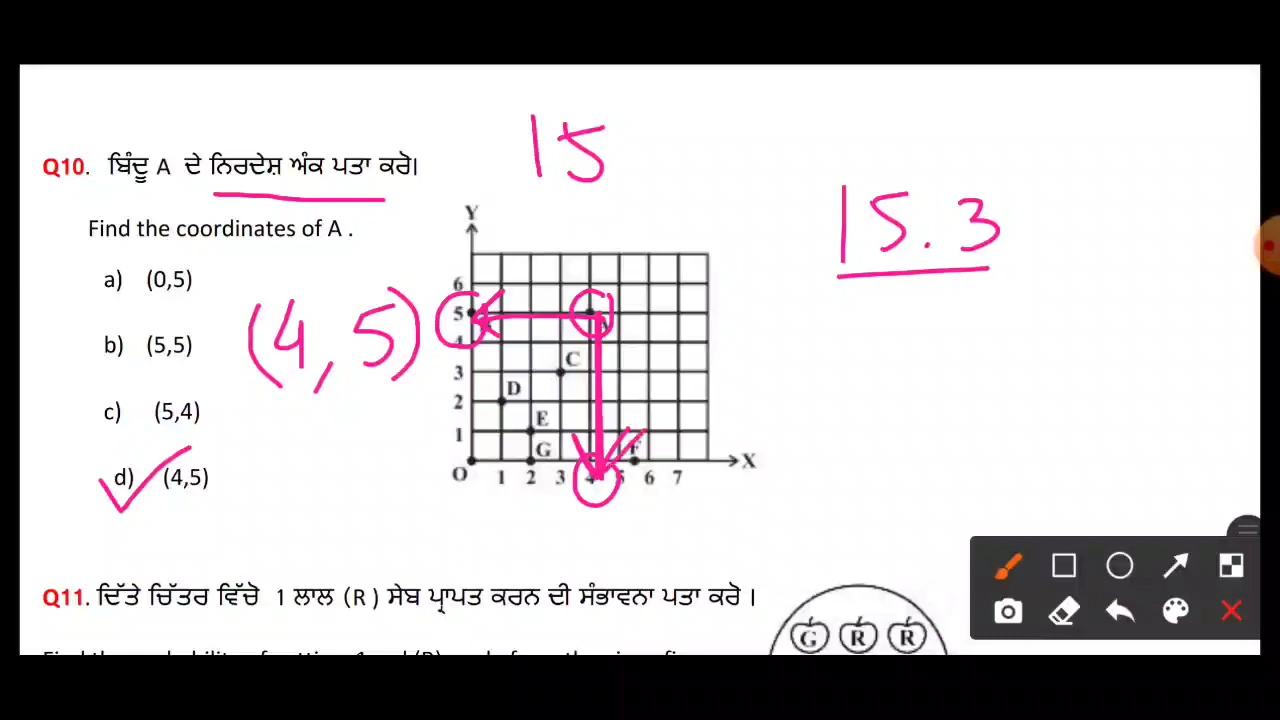 15
Q10. ਬਿੰਦੂ A ਦੇ ਨਿਰਦੇਸ਼ ਅੰਕ ਪਤਾ ਕਰੋ।
15.3
Find the coordinates of A .
a) (0,5)
b) (5,5)
c) (5,4)
d) (4,5)
(4,5)
Y
6
5
4
3
2
1
O 1 2 3 4 5 6 7 X
C
D
E
G
F
Q11. ਦਿੱਤੇ ਚਿੱਤਰ ਵਿੱਚੋ 1 ਲਾਲ (R ) ਸੇਬ ਪ੍ਰਾਪਤ ਕਰਨ ਦੀ ਸੰਭਾਵਨਾ ਪਤਾ ਕਰੋ ।
G R R